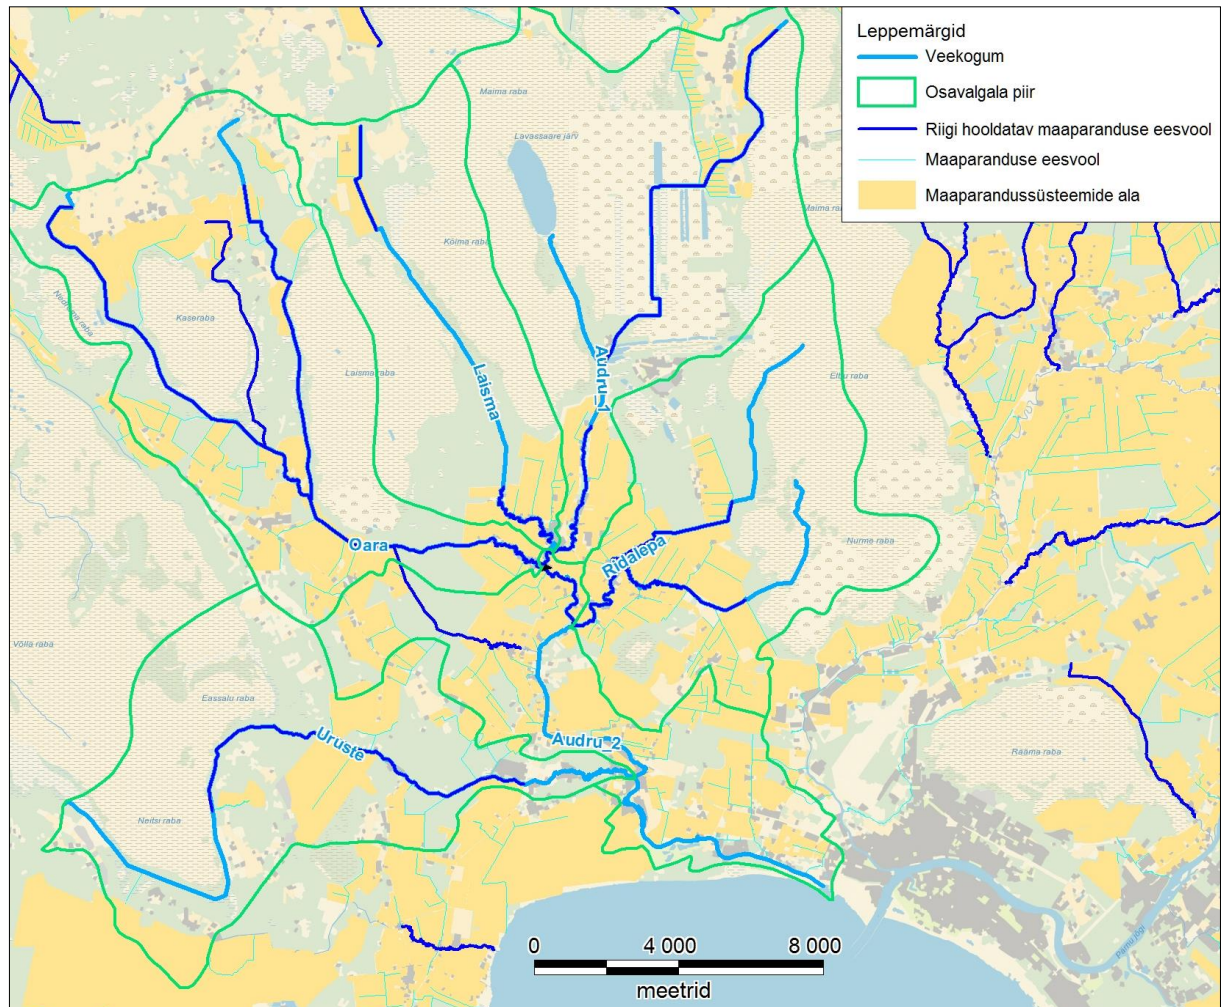 Leppemärgid
Veekogum
Osavalgala piir
Riigi hooldatav maaparanduse eesvool
Maaparanduse eesvool
Maaparandussüsteemide ala
Maima raba
Lavassaare järv
Maima
Kõima raba
Kaseraba
Laisma raba
Elbu raba
Laisma
Audru_1
Nurme raba
Oara
Ridalepa
Võlla raba
Eassalu raba
Uruste
Audru_2
Rääma raba
Neitsi raba
Pärnu jõgi
0
4 000
8 000
meetrid